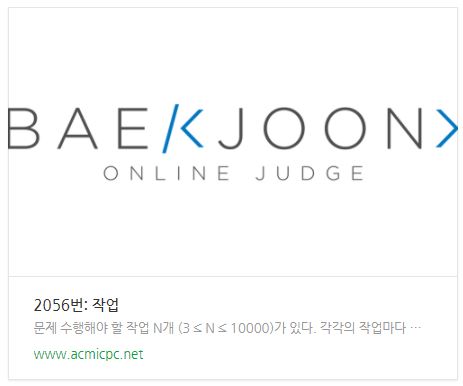 BAEKJOON
ONLINE JUDGE
2056번: 작업
문제 수행해야 할 작업 N개 (3 ≤ N ≤ 10000)가 있다. 각각의 작업마다 …
www.acmicpc.net